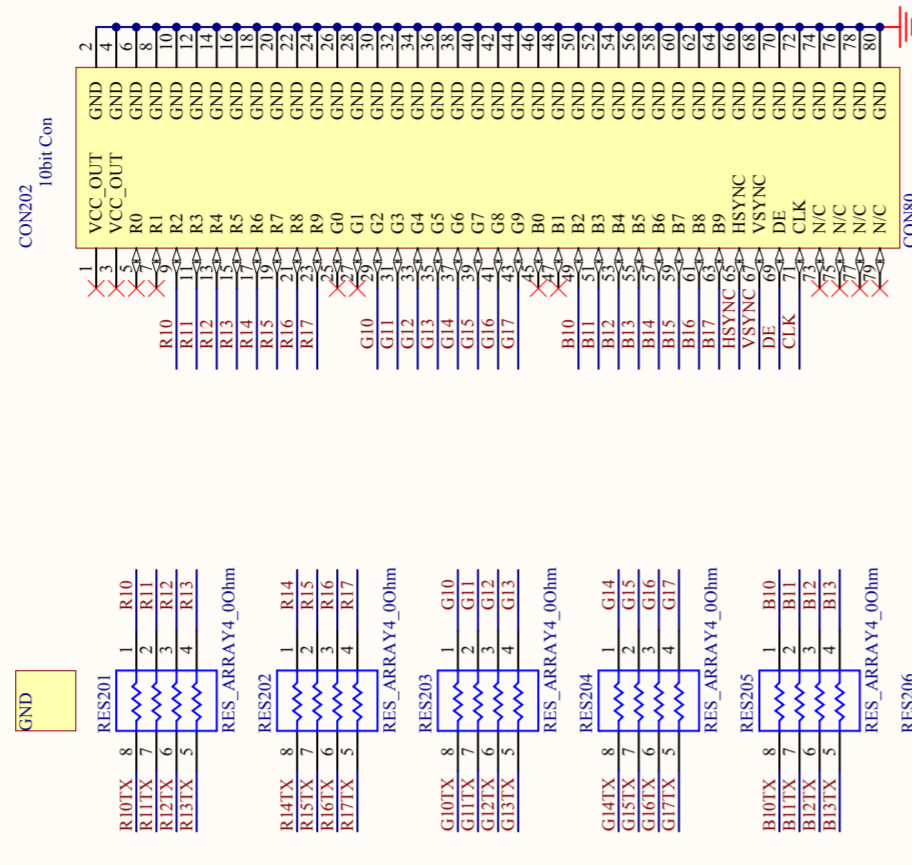 2 4 6 8 10 12 14 16 18 20 22 24 26 28 30 32 34 36 38 40 42 44 46 48 50 52 54 56 58 60 62 64 66 68 70 72 74 76 78 80
GND GND GND GND GND GND GND GND GND GND GND GND GND GND GND GND GND GND GND GND GND GND GND GND GND GND GND GND GND GND GND GND GND GND GND GND GND GND GND GND
CON202
10bit Con
VCC_OUT VCC_OUT R0 R1 R2 R3 R4 R5 R6 R7 R8 R9 G0 G1 G2 G3 G4 G5 G6 G7 G8 G9 B0 B1 B2 B3 B4 B5 B6 B7 B8 B9 HSYNC VSYNC DE CLK N/C N/C N/C N/C
CON80
1 3 5 7 9 11 13 15 17 19 21 23 25 27 29 31 33 35 37 39 41 43 45 47 49 51 53 55 57 59 61 63 65 67 69 71 73 75 77 79
R10 R11 R12 R13 R14 R15 R16 R17 G10 G11 G12 G13 G14 G15 G16 G17 B10 B11 B12 B13 B14 B15 B16 B17 HSYNC VSYNC DE CLK
R10 R11 R12 R13 R14 R15 R16 R17 G10 G11 G12 G13 G14 G15 G16 G17 B10 B11 B12 B13
1 2 3 4 1 2 3 4 1 2 3 4 1 2 3 4 1 2 3 4
GND
RES201 RES_ARRAY4_0Ohm RES202 RES_ARRAY4_0Ohm RES203 RES_ARRAY4_0Ohm RES204 RES_ARRAY4_0Ohm RES205 RES_ARRAY4_0Ohm RES206
8 7 6 5 8 7 6 5 8 7 6 5 8 7 6 5 8 7 6 5
R10TX R11TX R12TX R13TX R14TX R15TX R16TX R17TX G10TX G11TX G12TX G13TX G14TX G15TX G16TX G17TX B10TX B11TX B12TX B13TX